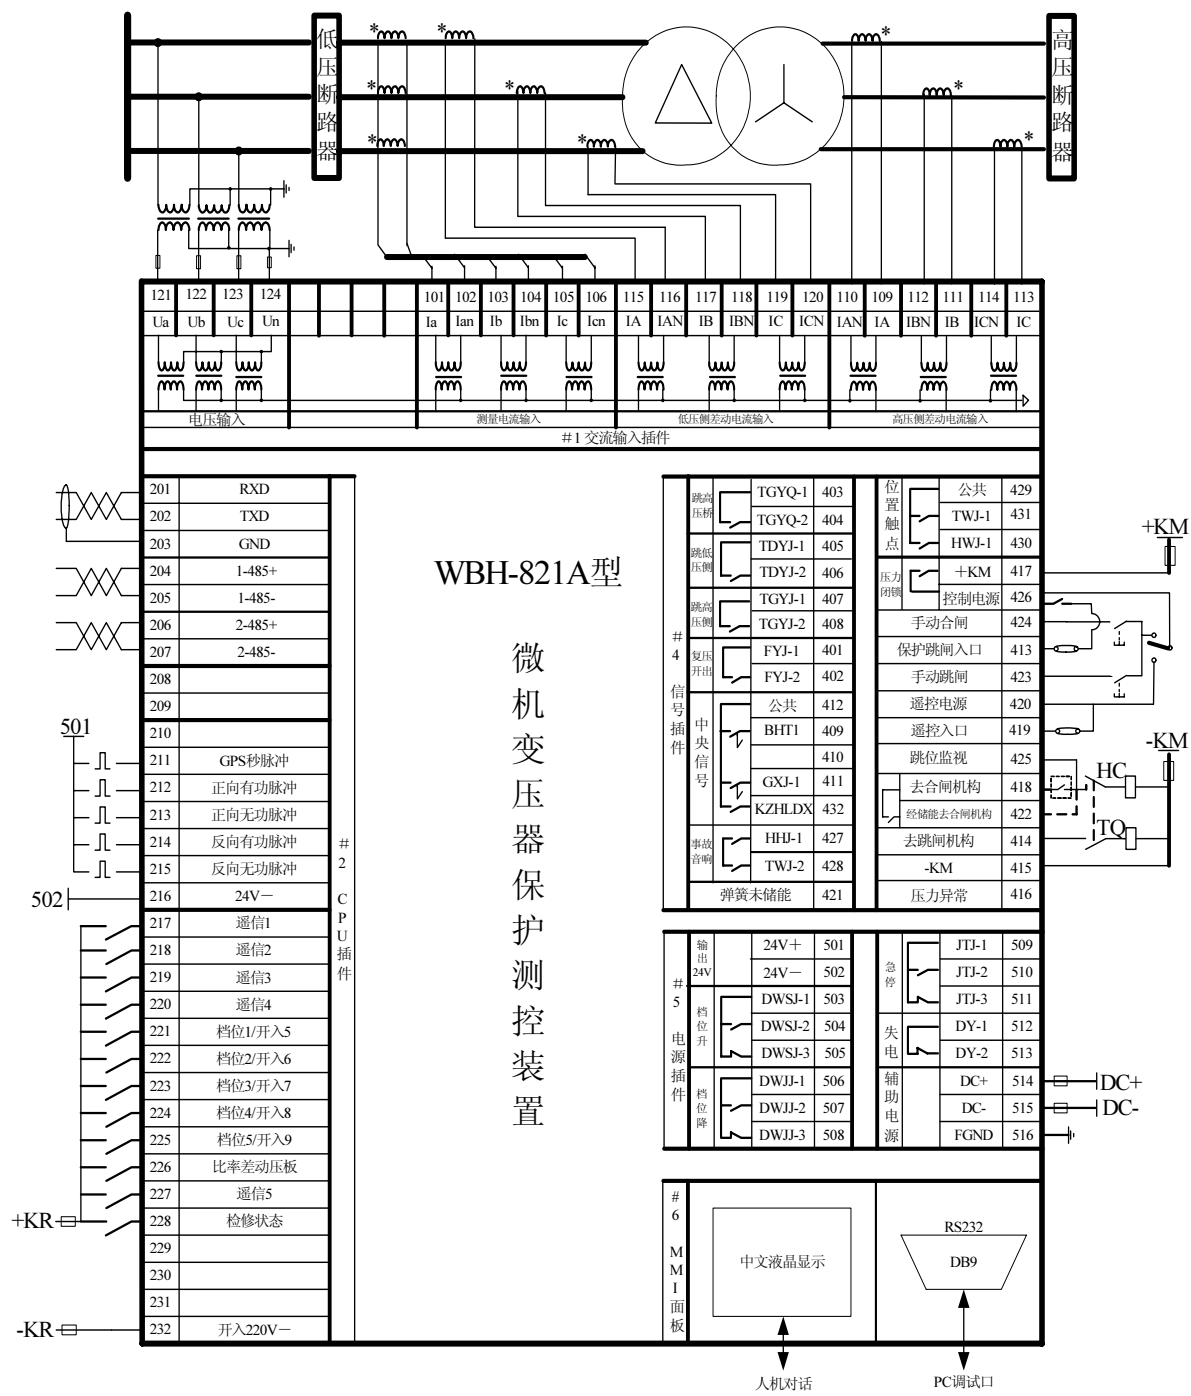 低压断路器
高压断路器
* * *
* *
* *
* *
*
121 122 123 124 101 102 103 104 105 106 115 116 117 118 119 120 110 109 112 111 114 113
Ua Ub Uc Un Ia Ian Ib Ibn Ic Icn IA IAN IB IBN IC ICN IAN IA IBN IB ICN IC
电压输入 测量电流输入 低压侧差动电流输入 高压侧差动电流输入
#1 交流输入插件
WBH-821A型
微机变压器保护测控装置
201 RXD
202 TXD
203 GND
204 1-485+
205 1-485-
206 2-485+
207 2-485-
208
209
210
501
211 GPS秒脉冲
212 正向有功脉冲
213 正向无功脉冲
214 反向有功脉冲
215 反向无功脉冲
502 216 24V－
217 遥信1
218 遥信2
219 遥信3
220 遥信4
221 档位1/开入5
222 档位2/开入6
223 档位3/开入7
224 档位4/开入8
225 档位5/开入9
226 比率差动压板
227 遥信5
+KR 228 检修状态
229
230
231
-KR 232 开入220V－
#2 CPU插件
#4 信号插件
跳高压桥
TGYQ-1 403
TGYQ-2 404
跳低压侧
TDYJ-1 405
TDYJ-2 406
跳高压侧
TGYJ-1 407
TGYJ-2 408
复压开出
FYJ-1 401
FYJ-2 402
中央信号
公共 412
BHT1 409
410
GXJ-1 411
KZHLDX 432
事故音响
HHJ-1 427
TWJ-2 428
弹簧未储能 421
位置触点
公共 429
TWJ-1 431
HWJ-1 430
压力闭锁
+KM 417
控制电源 426
手动合闸 424
保护跳闸入口 413
手动跳闸 423
遥控电源 420
遥控入口 419
跳位监视 425
去合闸机构 418
经储能去合闸机构 422
去跳闸机构 414
-KM 415
压力异常 416
+KM
-KM
HC
TQ
#5 电源插件
输出24V
24V+ 501
24V－ 502
档位升
DWSJ-1 503
DWSJ-2 504
DWSJ-3 505
档位降
DWJJ-1 506
DWJJ-2 507
DWJJ-3 508
急停
JTJ-1 509
JTJ-2 510
JTJ-3 511
失电
DY-1 512
DY-2 513
辅助电源
DC+ 514 DC+
DC- 515 DC-
FGND 516
#6 MMI面板
中文液晶显示
RS232
DB9
人机对话
PC调试口